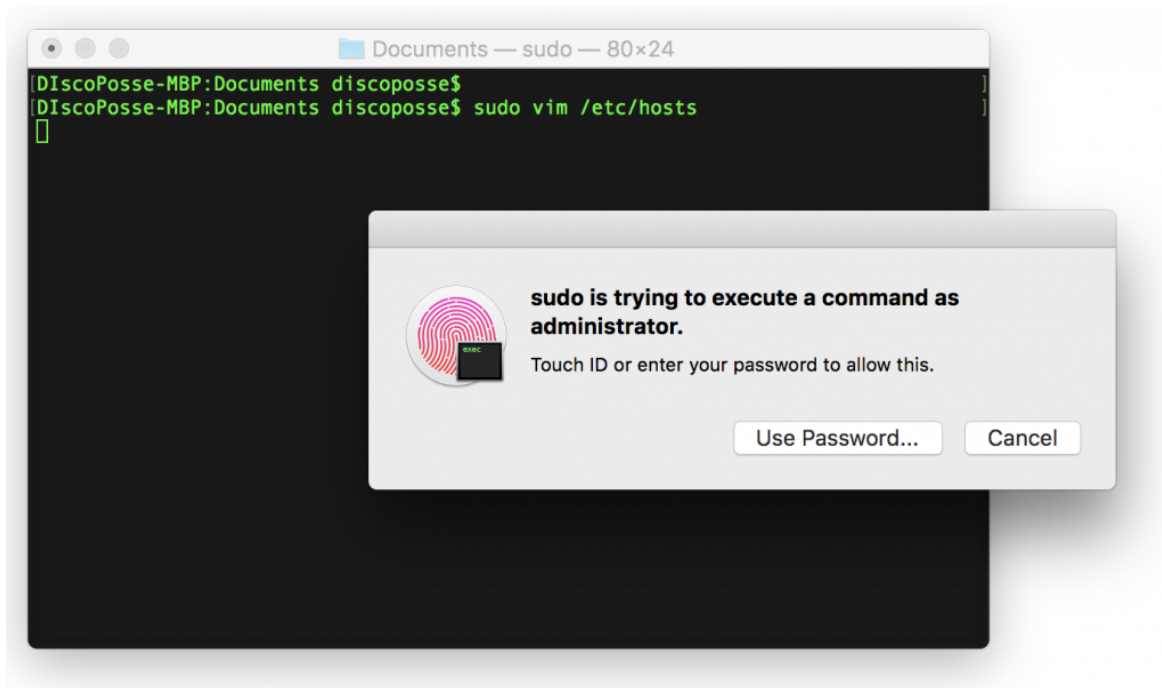 Documents — sudo — 80×24
[DIscoPosse-MBP:Documents discoposse$ ]
[DIscoPosse-MBP:Documents discoposse$ sudo vim /etc/hosts ]
exec
sudo is trying to execute a command as
administrator.
Touch ID or enter your password to allow this.
Use Password... Cancel